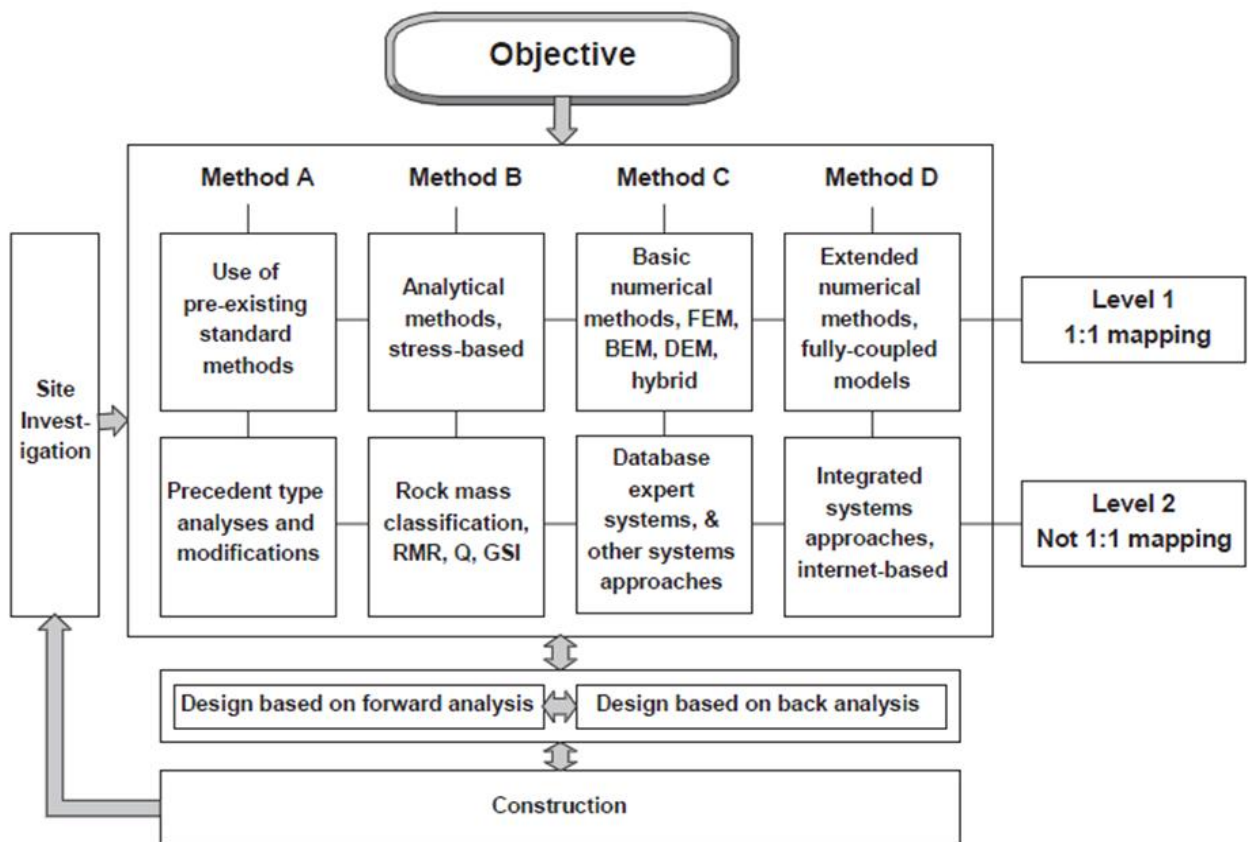 Objective
Method A
Method B
Method C
Method D
Use of
pre-existing
standard
methods
Analytical
methods,
stress-based
Basic
numerical
methods, FEM,
BEM, DEM,
hybrid
Extended
numerical
methods,
fully-coupled
models
Level 1
1:1 mapping
Site
Invest-
igation
Precedent type
analyses and
modifications
Rock mass
classification,
RMR, Q, GSI
Database
expert
systems, &
other systems
approaches
Integrated
systems
approaches,
internet-based
Level 2
Not 1:1 mapping
Design based on forward analysis
Design based on back analysis
Construction